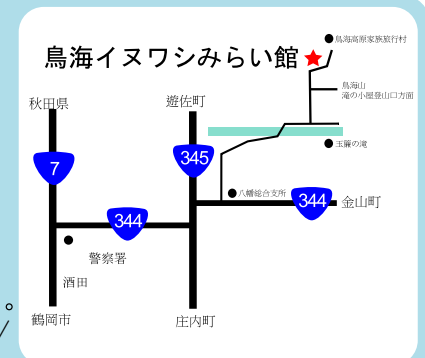 鳥海高原家族旅行村
鳥海イヌワシみらい館
鳥海山
滝の小屋登山口方面
秋田県
遊佐町
玉簾の滝
7
345
八幡総合支所
344
金山町
344
警察署
酒田
鶴岡市
庄内町
。